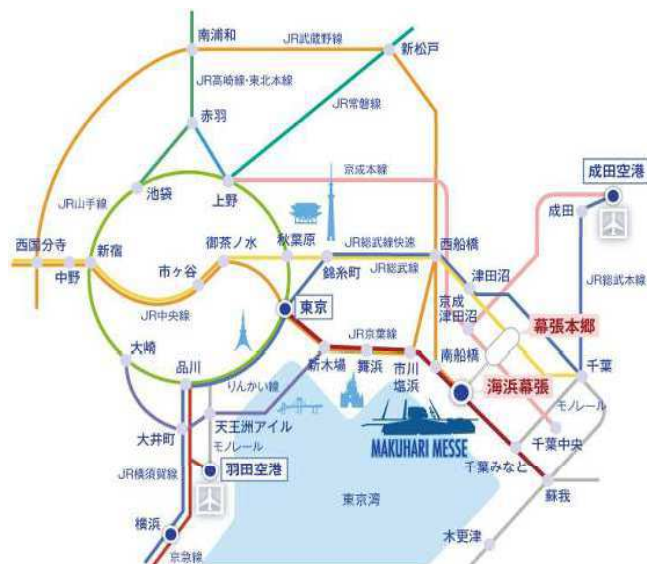 南浦和
JR武蔵野線
新松戸
JR高崎線・東北本線
赤羽
JR常磐線
京成本線
池袋
上野
JR山手線
成田空港
成田
西国分寺
中野
新宿
御茶ノ水
秋葉原
JR総武線快速
JR総武線
西船橋
錦糸町
市ヶ谷
津田沼
JR総武本線
京成
津田沼
幕張本郷
JR中央線
東京
JR京葉線
大崎
新木場
舞浜
市川
塩浜
南船橋
千葉
品川
りんかい線
海浜幕張
モノレール
MAKUHARI MESSE
大井町
天王洲アイル
モノレール
千葉中央
千葉みなと
JR横須賀線
羽田空港
蘇我
東京湾
横浜
木更津
京急線